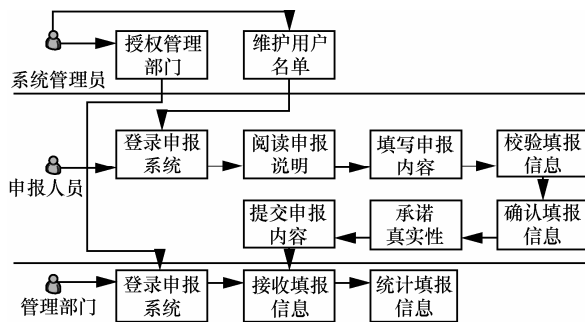 授权管理
部门
维护用户
名单
系统管理员
登录申报
系统
阅读申报
说明
填写申报
内容
校验填报
信息
申报人员
提交申报
内容
承诺
真实性
确认填报
信息
管理部门
登录申报
系统
接收填报
信息
统计填报
信息